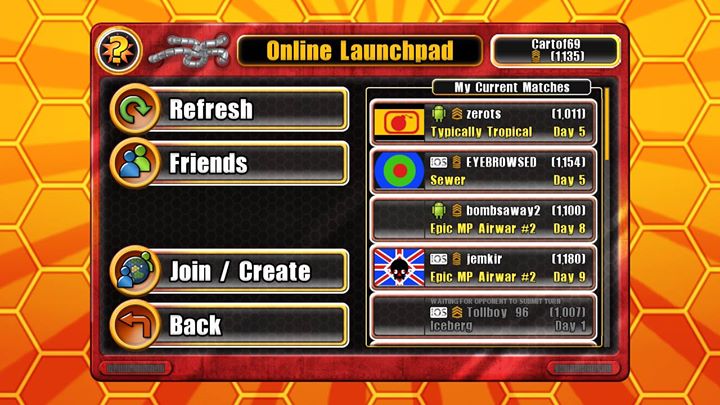 Online Launchpad
Cartof69
(1,135)
Refresh
Friends
Join / Create
Back
My Current Matches
zerots (1,011)
Typically Tropical Day 5
iOS EYEBROWSED (1,154)
Sewer Day 5
bombsaway2 (1,100)
Epic MP Airwar #2 Day 8
iOS jemkir (1,180)
Epic MP Airwar #2 Day 9
WAITING FOR OPPONENT TO SUBMIT TURN
iOS Tollboy 96 (1,007)
Iceberg Day 1